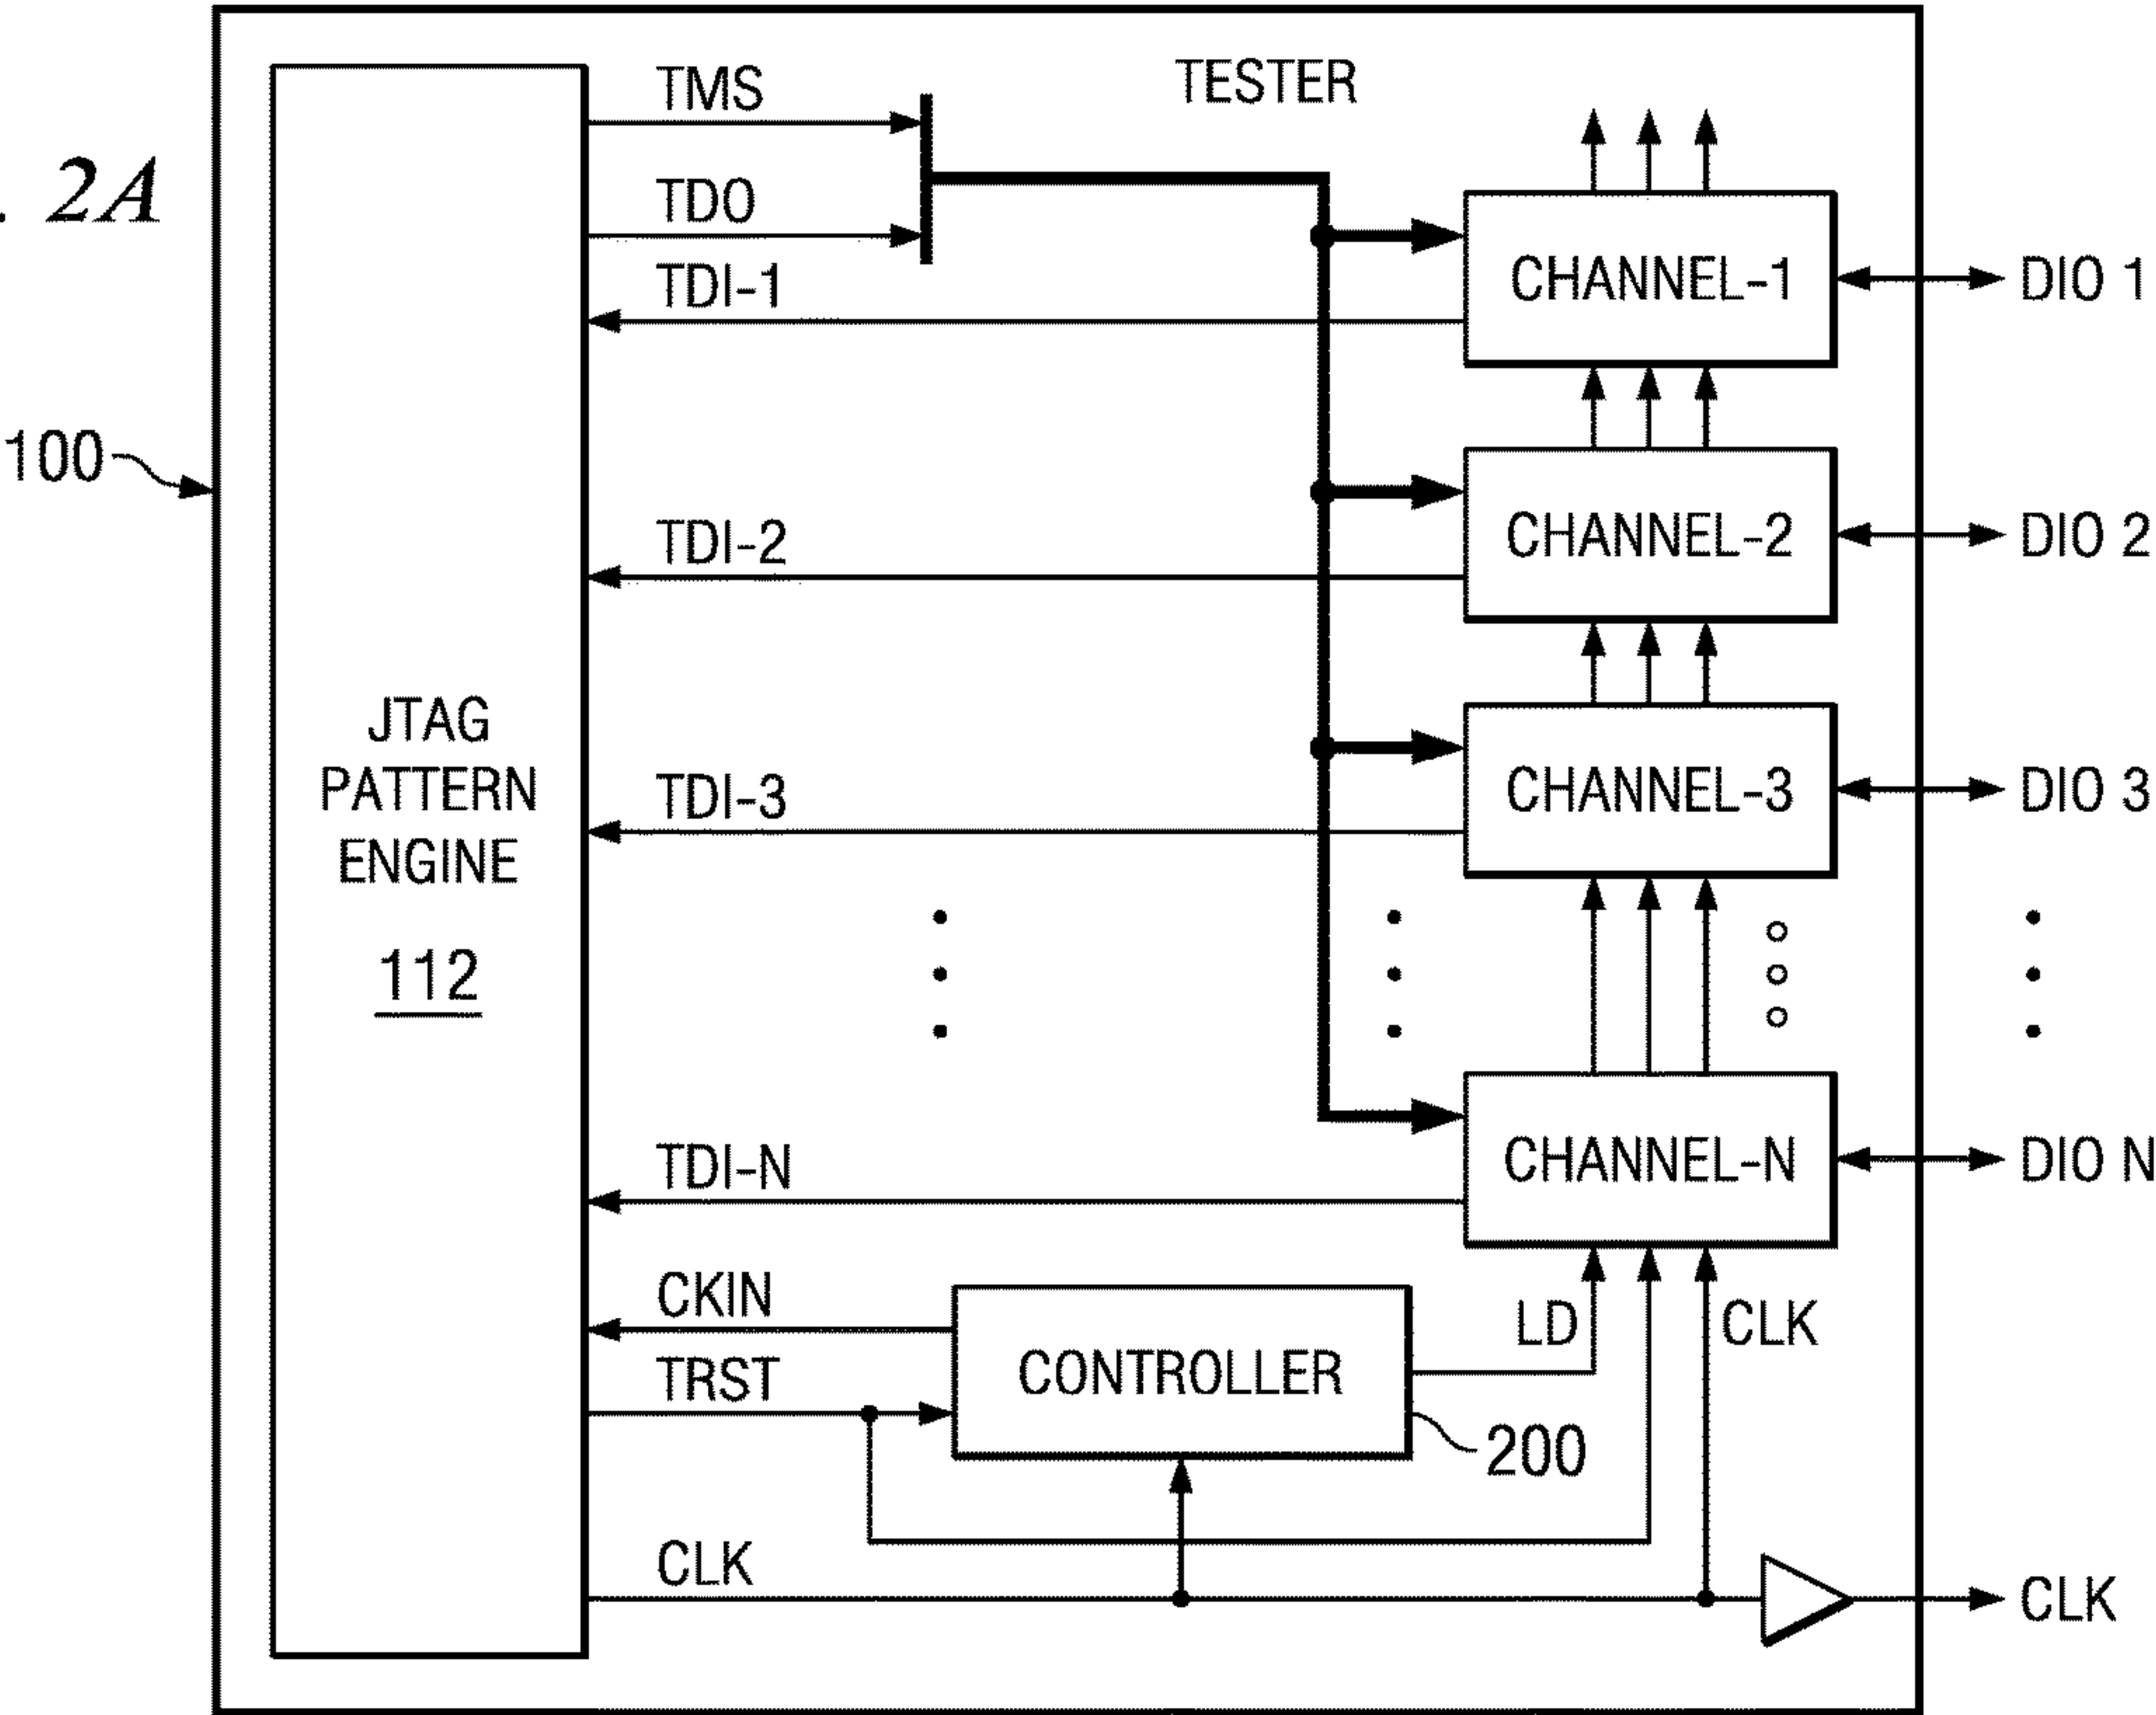 . 2A
TESTER
100
JTAG
PATTERN
ENGINE
112
TMS
TDO
TDI-1
TDI-2
TDI-3
TDI-N
CKIN
TRST
CLK
CHANNEL-1
DIO 1
CHANNEL-2
DIO 2
CHANNEL-3
DIO 3
CHANNEL-N
DIO N
CONTROLLER
200
LD
CLK
CLK